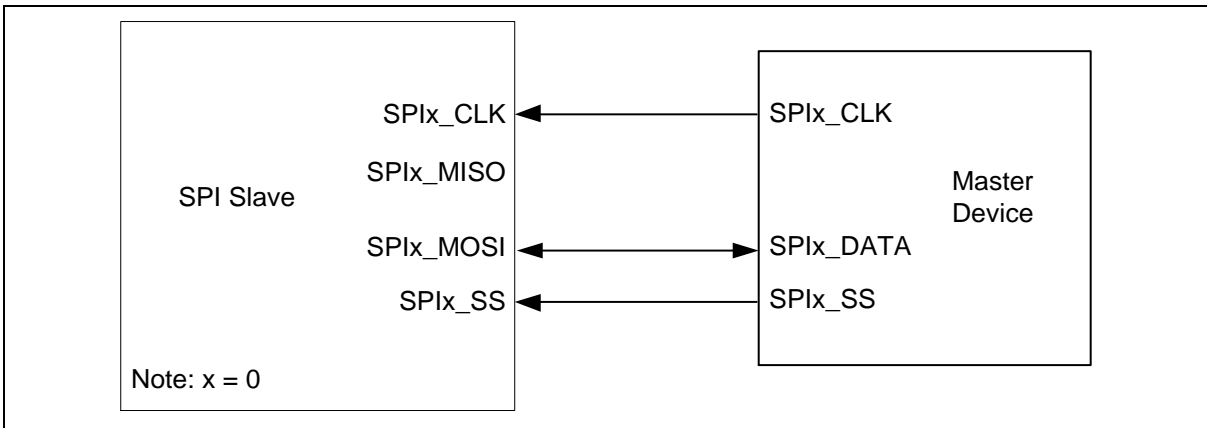 SPIx_CLK
SPIx_MISO
SPI Slave
SPIx_MOSI
SPIx_SS
Note: x = 0
SPIx_CLK
Master
Device
SPIx_DATA
SPIx_SS